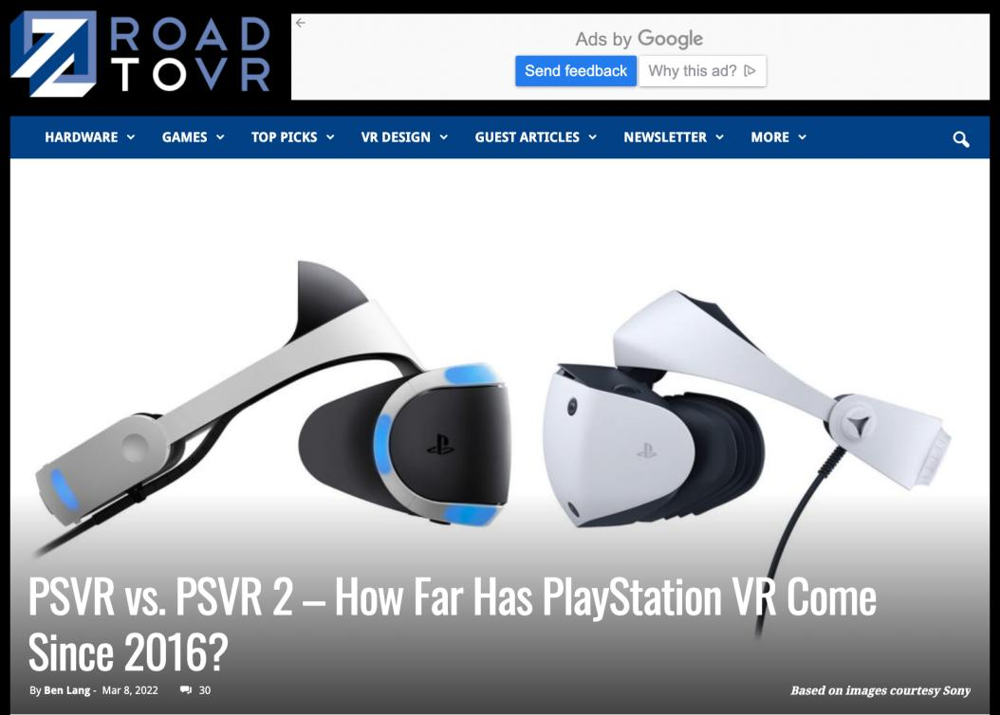 ROAD
TO VR
Ads by Google
Send feedback
Why this ad?
HARDWARE
GAMES
TOP PICKS
VR DESIGN
GUEST ARTICLES
NEWSLETTER
MORE
PSVR vs. PSVR 2 – How Far Has PlayStation VR Come
Since 2016?
By Ben Lang - Mar 8, 2022 30
Based on images courtesy Sony